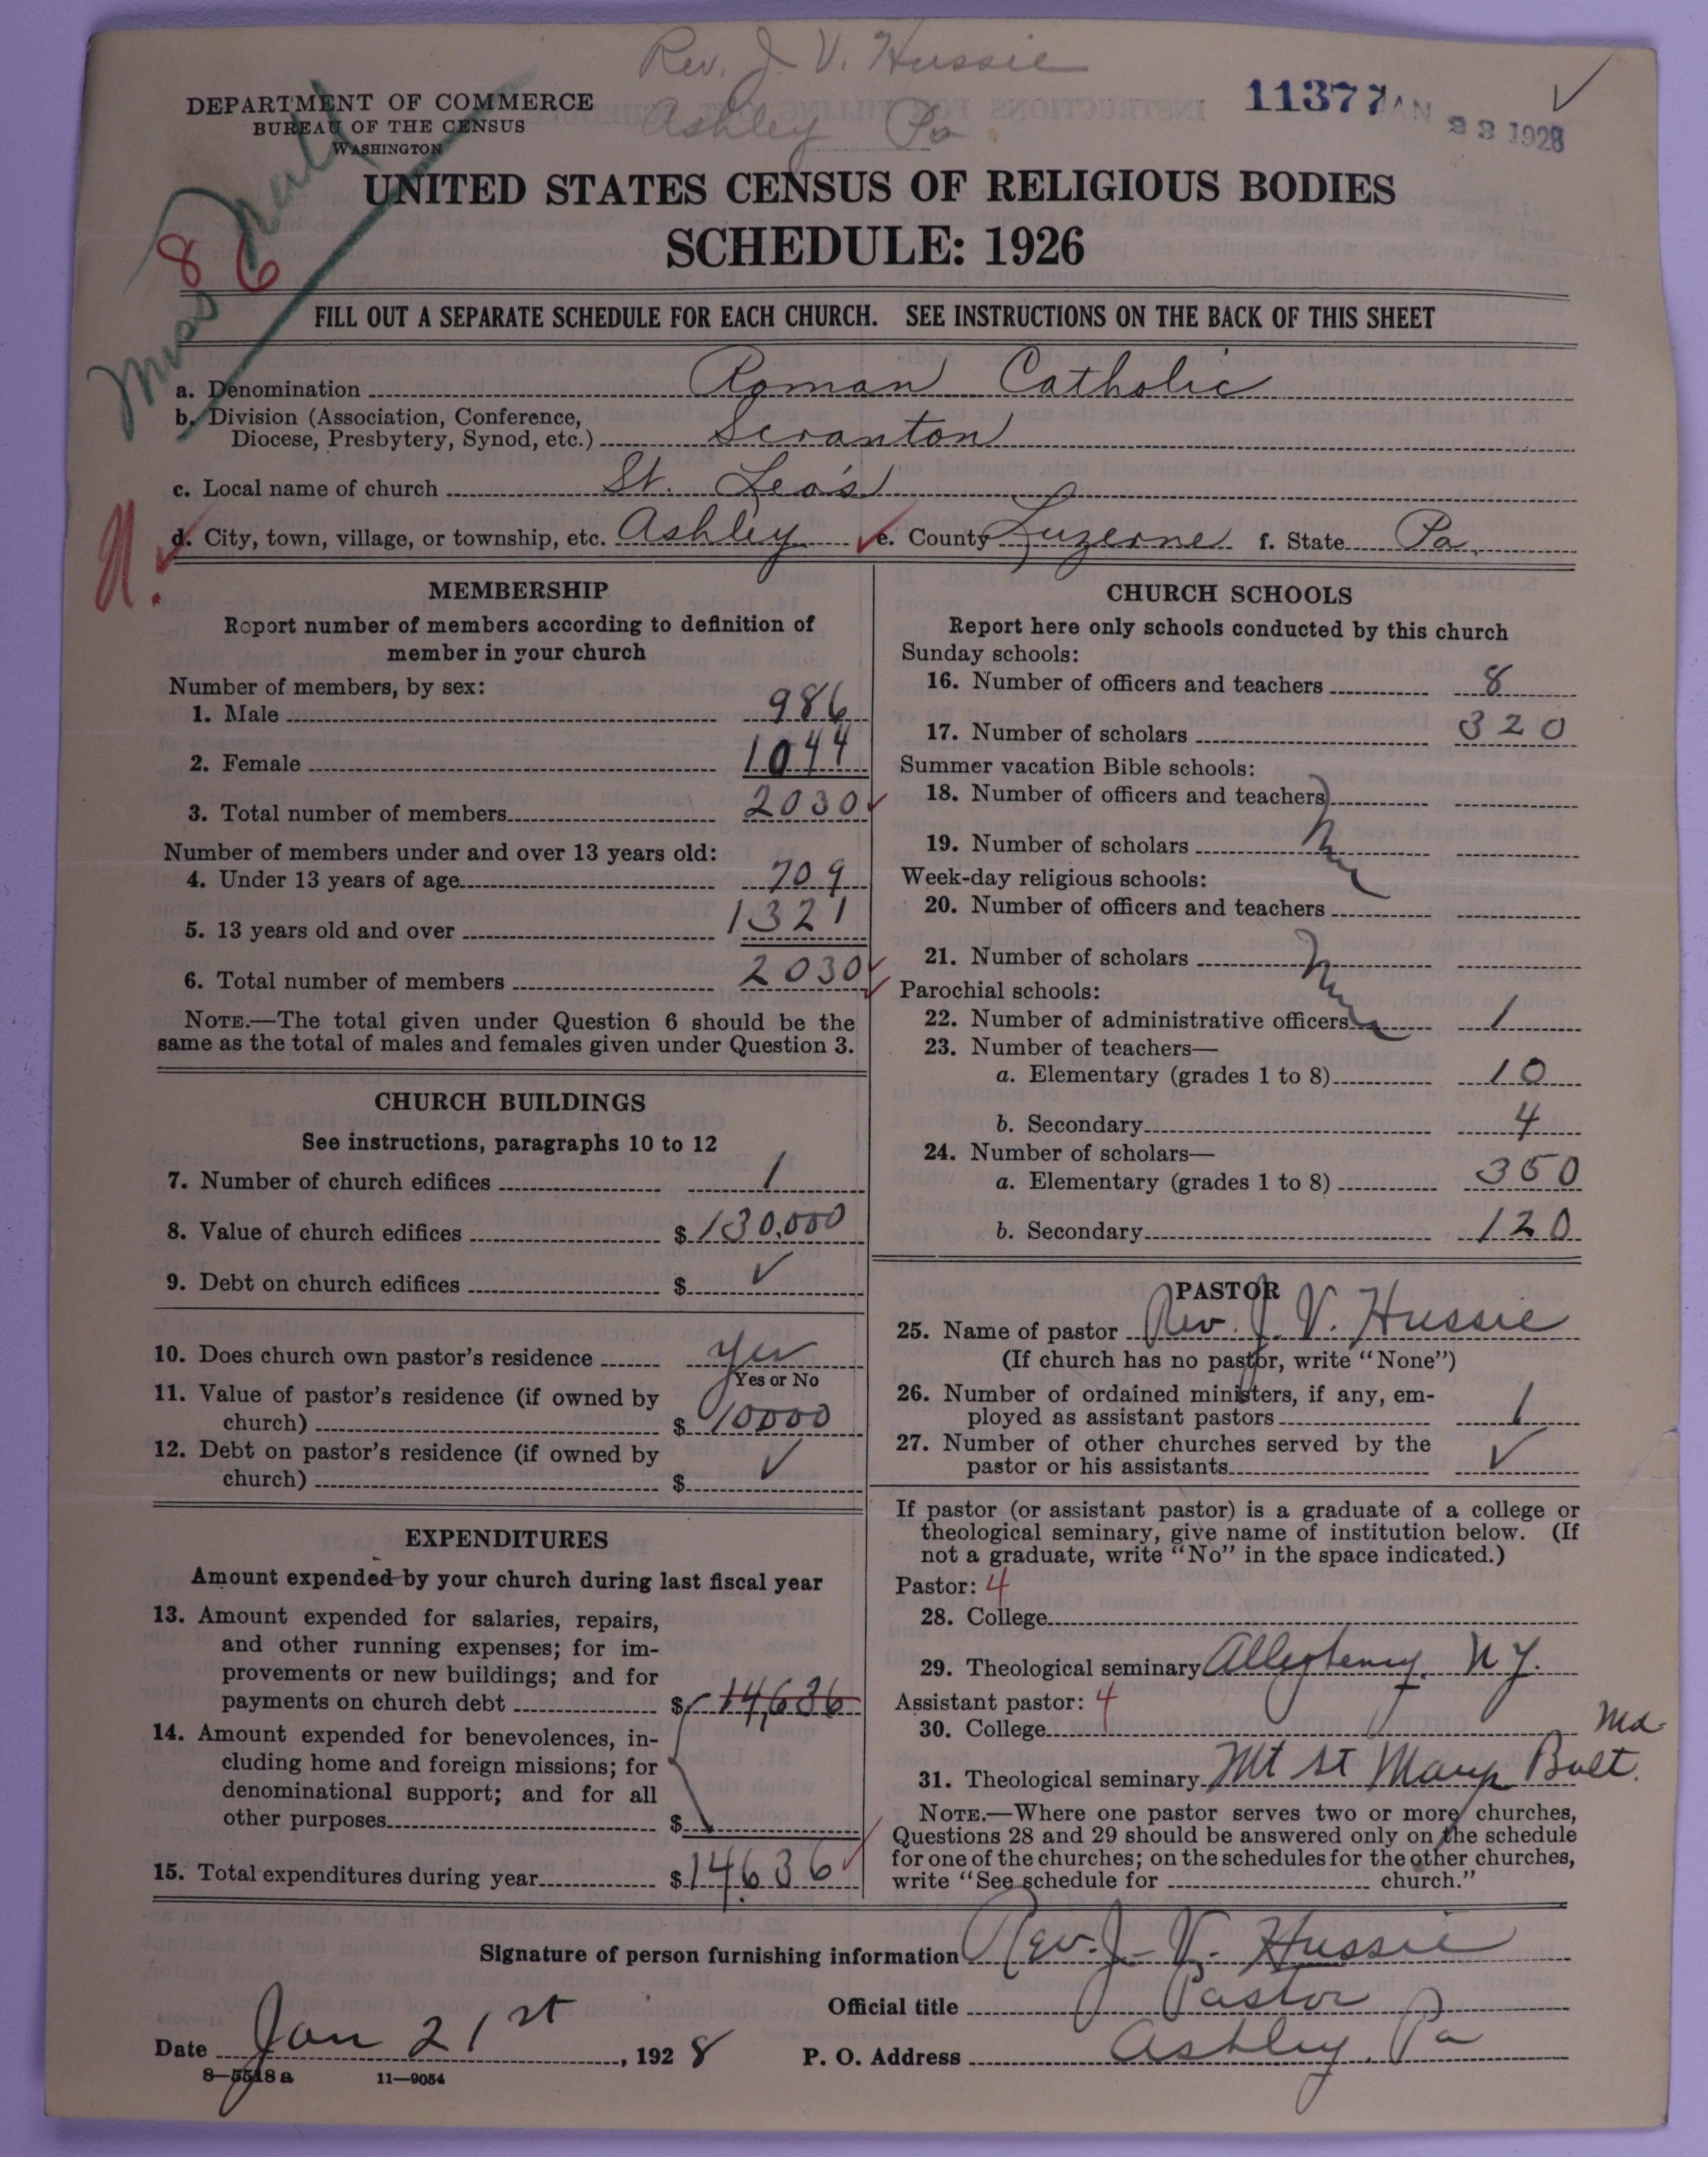 Rev. J. V. Hussie
Ashley Pa
DEPARTMENT OF COMMERCE
BUREAU OF THE CENSUS
WASHINGTON
11377 JAN 23 1928
UNITED STATES CENSUS OF RELIGIOUS BODIES
SCHEDULE: 1926
8 6
FILL OUT A SEPARATE SCHEDULE FOR EACH CHURCH. SEE INSTRUCTIONS ON THE BACK OF THIS SHEET
a. Denomination Roman Catholic
b. Division (Association, Conference,
Diocese, Presbytery, Synod, etc.) Scranton
c. Local name of church St. Leo's
d. City, town, village, or township, etc. Ashley e. County Luzerne f. State Pa.
MEMBERSHIP
Report number of members according to definition of
member in your church
Number of members, by sex:
1. Male 986
2. Female 1044
3. Total number of members 2030
Number of members under and over 13 years old:
4. Under 13 years of age 709
5. 13 years old and over 1321
6. Total number of members 2030
NOTE.—The total given under Question 6 should be the
same as the total of males and females given under Question 3.
CHURCH BUILDINGS
See instructions, paragraphs 10 to 12
7. Number of church edifices 1
8. Value of church edifices $ 130,000
9. Debt on church edifices $ ✓
10. Does church own pastor's residence yes
Yes or No
11. Value of pastor's residence (if owned by
church) $ 10000
12. Debt on pastor's residence (if owned by
church) $ ✓
EXPENDITURES
Amount expended by your church during last fiscal year
13. Amount expended for salaries, repairs,
and other running expenses; for im-
provements or new buildings; and for
payments on church debt $ 14,636
14. Amount expended for benevolences, in-
cluding home and foreign missions; for
denominational support; and for all
other purposes $
15. Total expenditures during year $ 14636
CHURCH SCHOOLS
Report here only schools conducted by this church
Sunday schools:
16. Number of officers and teachers 8
17. Number of scholars 320
Summer vacation Bible schools:
18. Number of officers and teachers
19. Number of scholars
Week-day religious schools:
20. Number of officers and teachers
21. Number of scholars
Parochial schools:
22. Number of administrative officers 1
23. Number of teachers—
a. Elementary (grades 1 to 8) 10
b. Secondary 4
24. Number of scholars—
a. Elementary (grades 1 to 8) 350
b. Secondary 120
PASTOR
25. Name of pastor Rev. J. V. Hussie
(If church has no pastor, write "None")
26. Number of ordained ministers, if any, em-
ployed as assistant pastors 1
27. Number of other churches served by the
pastor or his assistants ✓
If pastor (or assistant pastor) is a graduate of a college or
theological seminary, give name of institution below. (If
not a graduate, write "No" in the space indicated.)
Pastor: 4
28. College
29. Theological seminary Allegheny, N Y.
Assistant pastor: 4
30. College
31. Theological seminary Mt St Marys Balt. Md
NOTE.—Where one pastor serves two or more churches,
Questions 28 and 29 should be answered only on the schedule
for one of the churches; on the schedules for the other churches,
write "See schedule for church."
Signature of person furnishing information Rev. J. V. Hussie
Official title Pastor
Date Jan 21st, 1928 P. O. Address Ashley, Pa
8—5518 a 11—9054